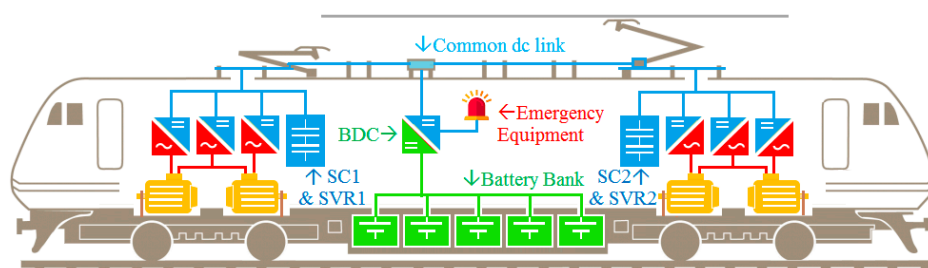 ↓Common dc link
BDC→
←Emergency
Equipment
↑ SC1
& SVR1
↓Battery Bank
SC2↑
& SVR2